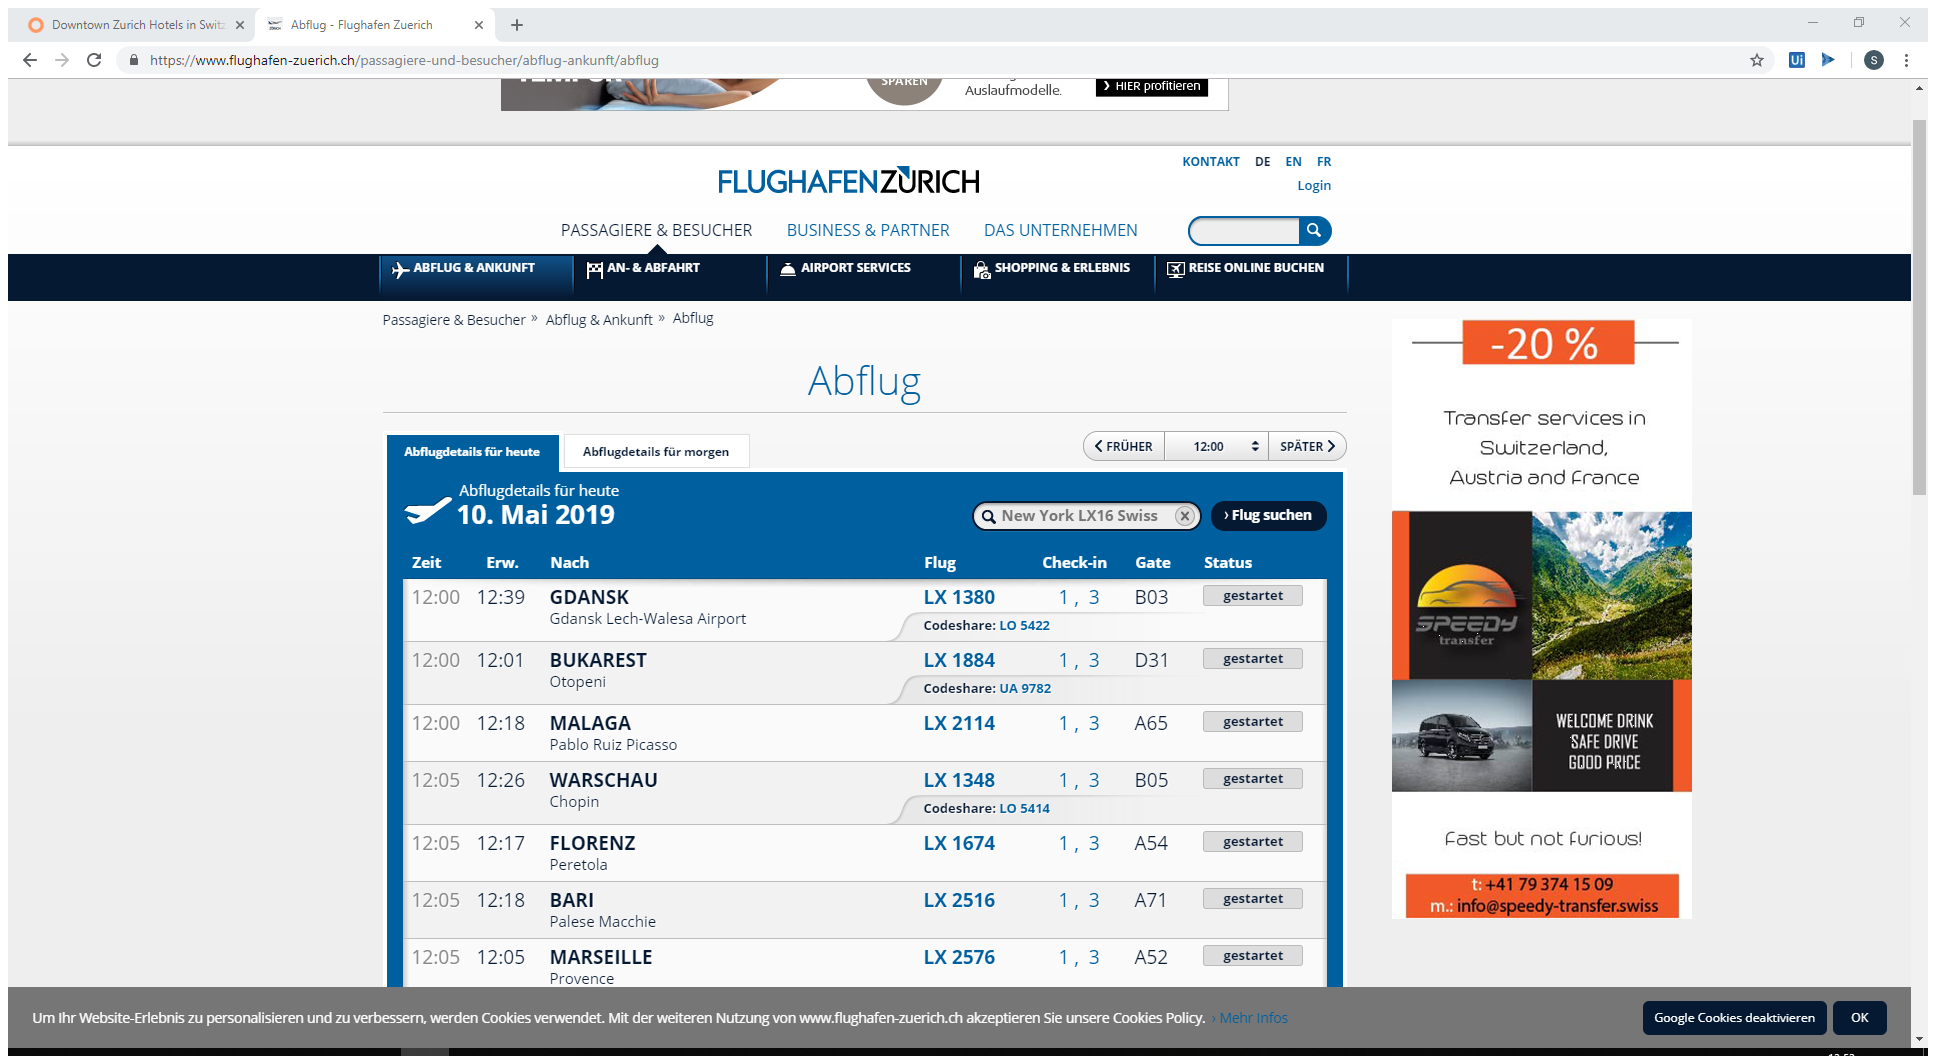 Downtown Zurich Hotels in Switz
Abflug - Flughafen Zuerich
https://www.flughafen-zuerich.ch/passagiere-und-besucher/abflug-ankunft/abflug
Ui
S
SPAREN
Auslaufmodelle.
HIER profitieren
KONTAKT DE EN FR
Login
FLUGHAFENZÜRICH
PASSAGIERE & BESUCHER BUSINESS & PARTNER DAS UNTERNEHMEN
ABFLUG & ANKUNFT AN- & ABFAHRT AIRPORT SERVICES SHOPPING & ERLEBNIS REISE ONLINE BUCHEN
Passagiere & Besucher » Abflug & Ankunft » Abflug
Abflug
Abflugdetails für heute
Abflugdetails für morgen
FRÜHER 12:00 SPÄTER
Abflugdetails für heute
10. Mai 2019
New York LX16 Swiss
› Flug suchen
Zeit Erw. Nach Flug Check-in Gate Status
12:00 12:39 GDANSK LX 1380 1 , 3 B03 gestartet
Gdansk Lech-Walesa Airport
Codeshare: LO 5422
12:00 12:01 BUKAREST LX 1884 1 , 3 D31 gestartet
Otopeni
Codeshare: UA 9782
12:00 12:18 MALAGA LX 2114 1 , 3 A65 gestartet
Pablo Ruiz Picasso
12:05 12:26 WARSCHAU LX 1348 1 , 3 B05 gestartet
Chopin
Codeshare: LO 5414
12:05 12:17 FLORENZ LX 1674 1 , 3 A54 gestartet
Peretola
12:05 12:18 BARI LX 2516 1 , 3 A71 gestartet
Palese Macchie
12:05 12:05 MARSEILLE LX 2576 1 , 3 A52 gestartet
Provence
-20 %
Transfer services in
Switzerland,
Austria and France
SPEEDY
transfer
WELCOME DRINK
SAFE DRIVE
GOOD PRICE
Fast but not furious!
t: +41 79 374 15 09
m.: info@speedy-transfer.swiss
Um Ihr Website-Erlebnis zu personalisieren und zu verbessern, werden Cookies verwendet. Mit der weiteren Nutzung von www.flughafen-zuerich.ch akzeptieren Sie unsere Cookies Policy. › Mehr Infos
Google Cookies deaktivieren
OK